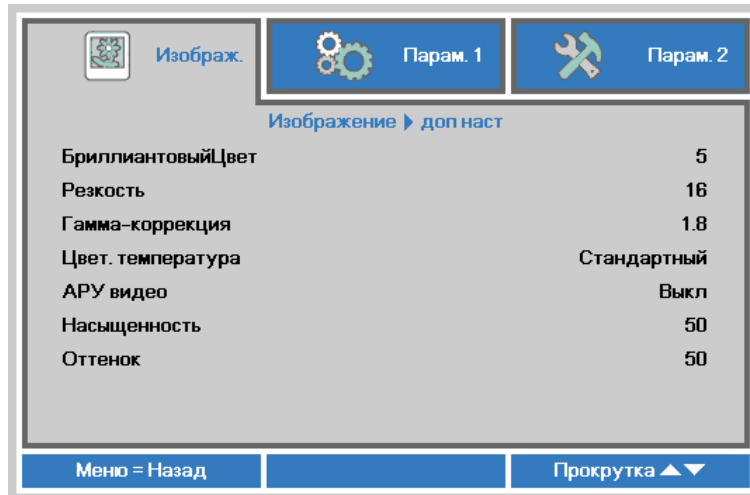 Изображ.
Парам. 1
Парам. 2
Изображение ▶ доп наст
БриллиантовыйЦвет 5
Резкость 16
Гамма-коррекция 1.8
Цвет. температура Стандартный
АРУ видео Выкл
Насыщенность 50
Оттенок 50
Меню = Назад
Прокрутка ▲▼